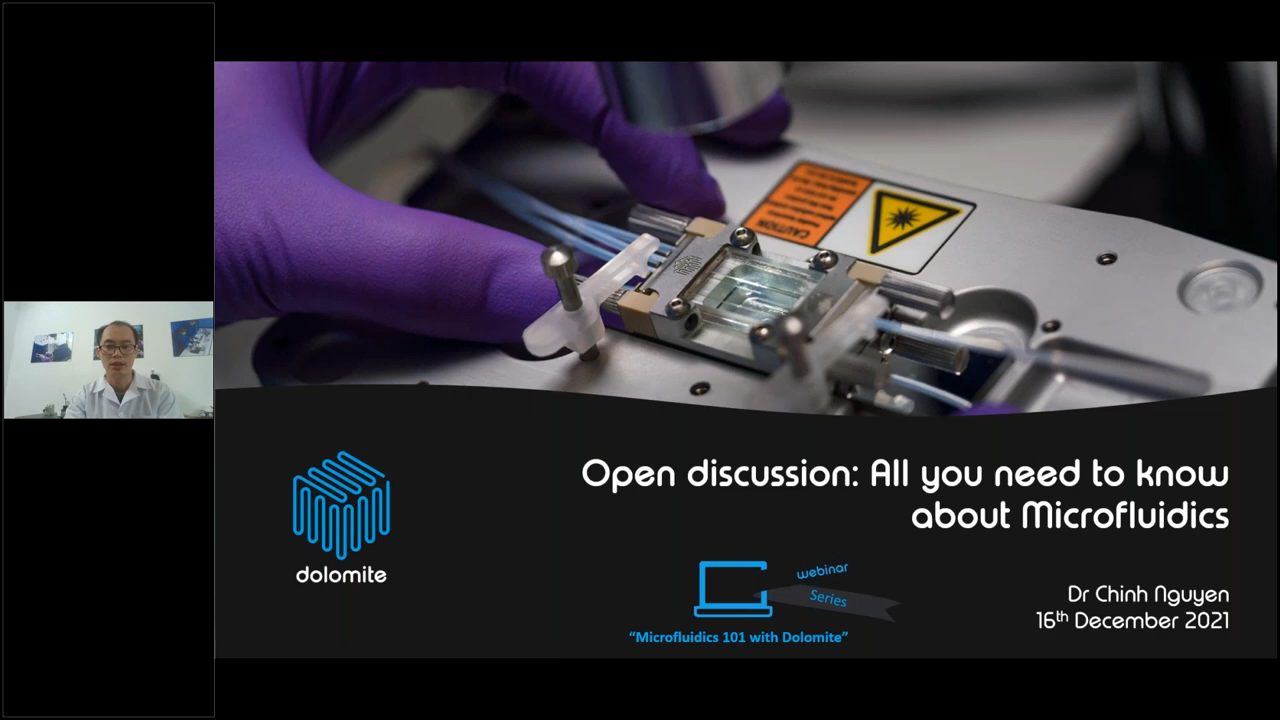 CAUTION
Open discussion: All you need to know
about Microfluidics
dolomite
webinar
Series
"Microfluidics 101 with Dolomite"
Dr Chinh Nguyen
16th December 2021